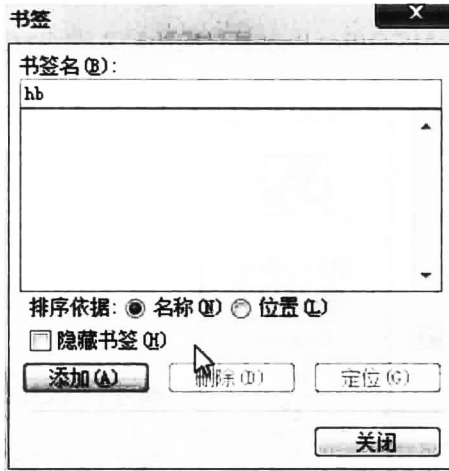 书签
书签名(B):
hb
排序依据: 名称(N) 位置(L)
隐藏书签(H)
添加(A) 删除(D) 定位(G)
关闭